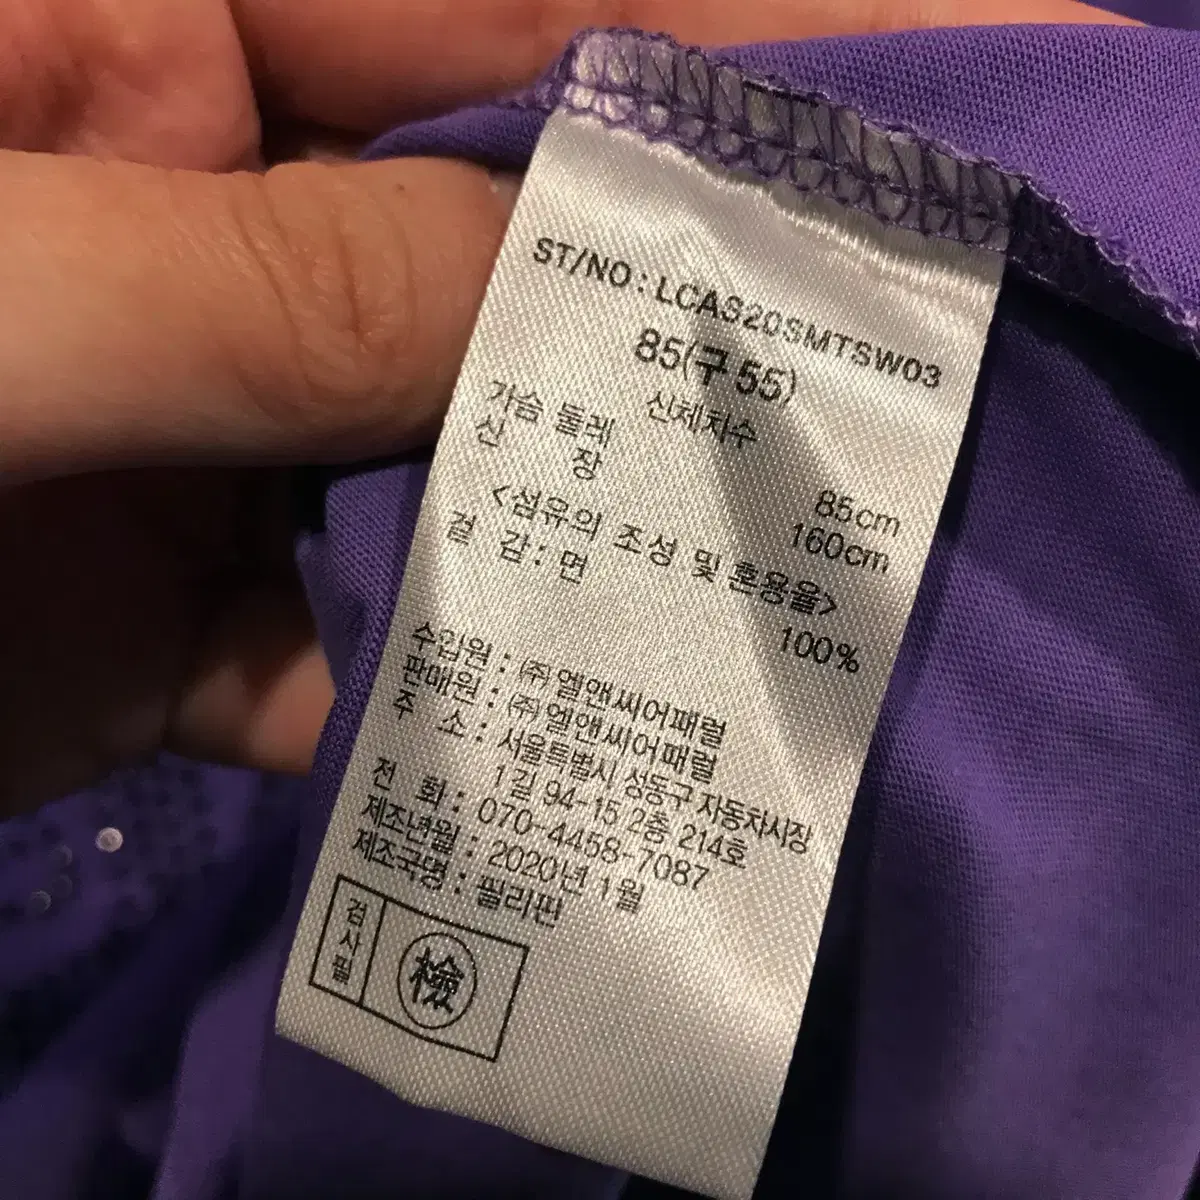 ST/NO : LCAS20SMTSW03
85(구 55)
신체치수
가슴 둘레 85cm
신 장 160cm
<섬유의 조성 및 혼용율>
겉 감 : 면 100%
수입원 : ㈜엘앤씨어패럴
판매원 : ㈜엘앤씨어패럴
주 소 : 서울특별시 성동구 자동차시장
1길 94-15 2층 214호
전 화 : 070-4458-7087
제조년월 : 2020년 1월
제조국명 : 필리핀
검사필 檢